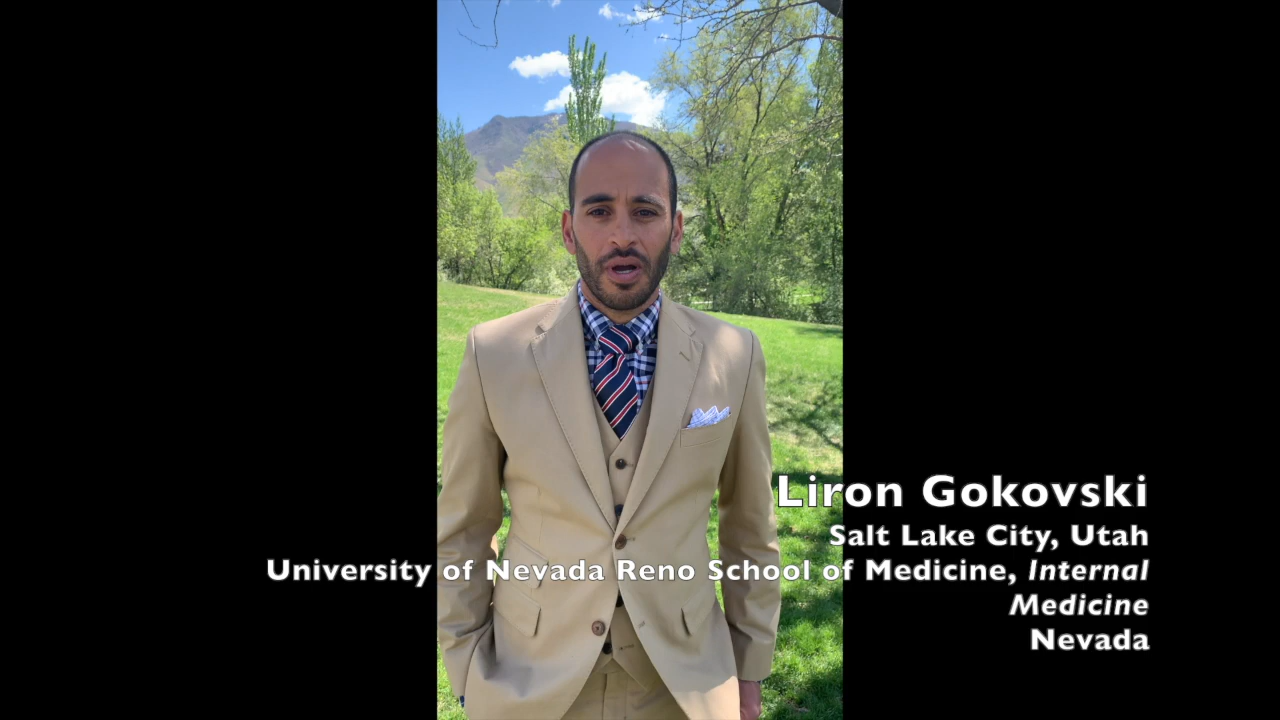 Liron Gokovski
Salt Lake City, Utah
University of Nevada Reno School of Medicine, Internal
Medicine
Nevada